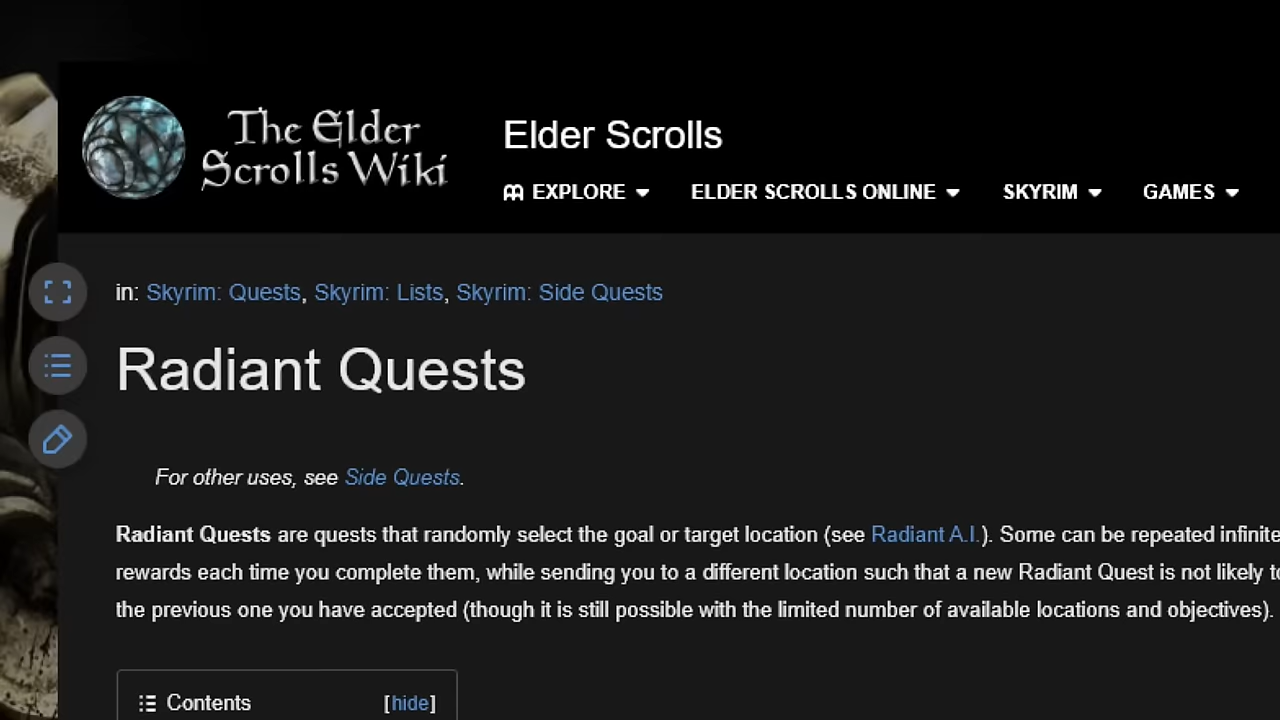 The Elder
Scrolls Wiki
Elder Scrolls
EXPLORE ELDER SCROLLS ONLINE SKYRIM GAMES
in: Skyrim: Quests, Skyrim: Lists, Skyrim: Side Quests
Radiant Quests
For other uses, see Side Quests.
Radiant Quests are quests that randomly select the goal or target location (see Radiant A.I.). Some can be repeated infinite
rewards each time you complete them, while sending you to a different location such that a new Radiant Quest is not likely to
the previous one you have accepted (though it is still possible with the limited number of available locations and objectives).
Contents [hide]